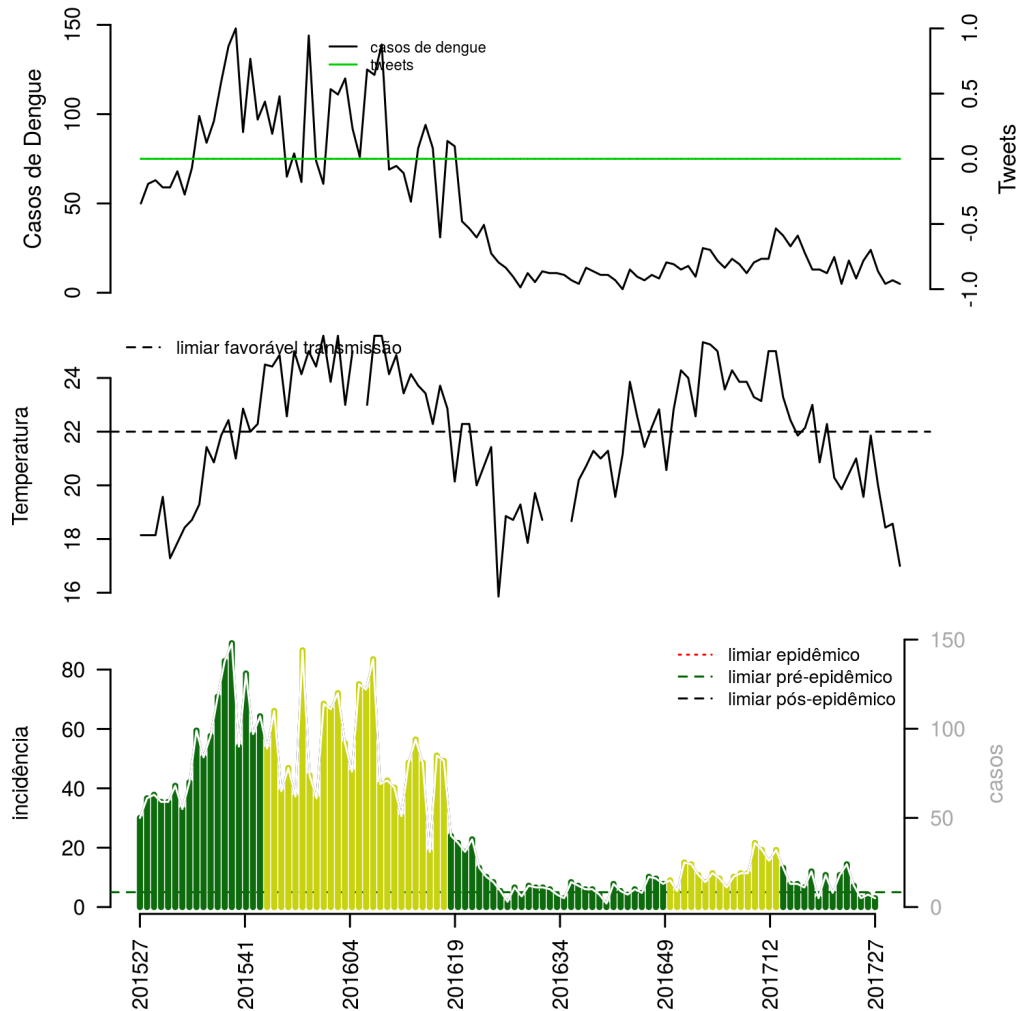 Casos de Dengue
150
100
50
0
casos de dengue
tweets
1.0
0.5
0.0
-0.5
-1.0
Tweets
Temperatura
24
22
20
18
16
limiar favorável transmissão
incidência
80
60
40
20
0
limiar epidêmico
limiar pré-epidêmico
limiar pós-epidêmico
150
100
50
0
casos
201527
201541
201604
201619
201634
201649
201712
201727